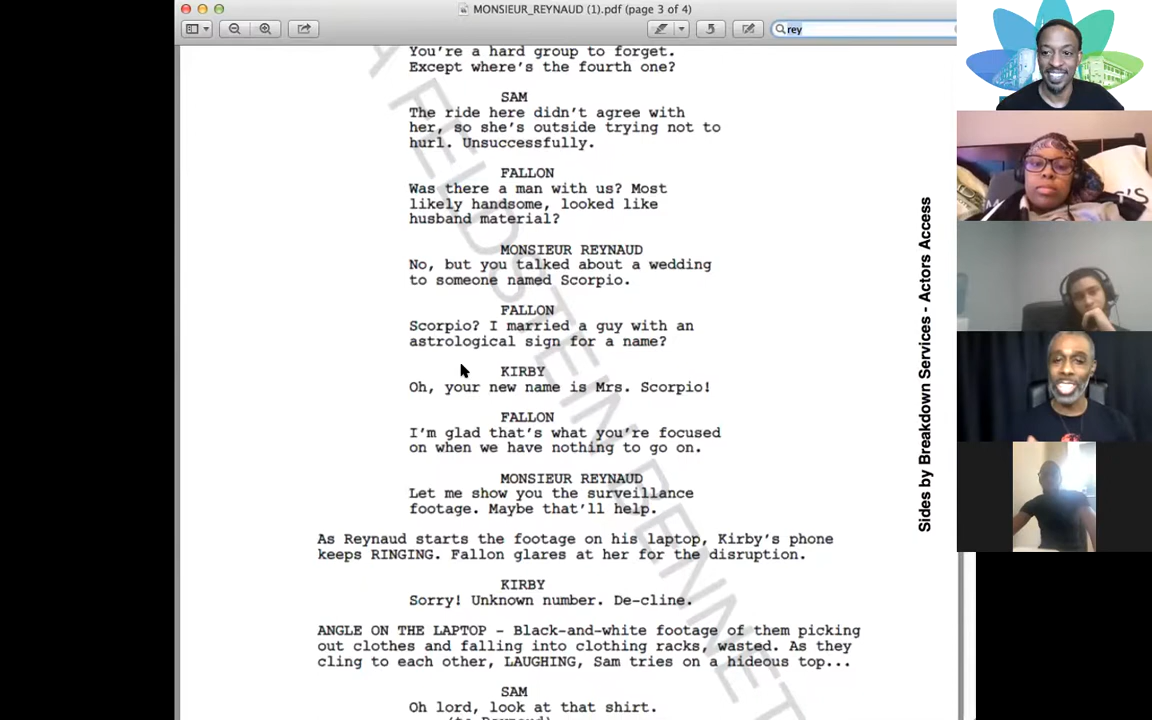 MONSIEUR_REYNAUD (1).pdf (page 3 of 4)
rey
You're a hard group to forget.
Except where's the fourth one?
SAM
The ride here didn't agree with
her, so she's outside trying not to
hurl. Unsuccessfully.
FALLON
Was there a man with us? Most
likely handsome, looked like
husband material?
MONSIEUR REYNAUD
No, but you talked about a wedding
to someone named Scorpio.
FALLON
Scorpio? I married a guy with an
astrological sign for a name?
KIRBY
Oh, your new name is Mrs. Scorpio!
FALLON
I'm glad that's what you're focused
on when we have nothing to go on.
MONSIEUR REYNAUD
Let me show you the surveillance
footage. Maybe that'll help.
As Reynaud starts the footage on his laptop, Kirby's phone
keeps RINGING. Fallon glares at her for the disruption.
KIRBY
Sorry! Unknown number. De-cline.
ANGLE ON THE LAPTOP - Black-and-white footage of them picking
out clothes and falling into clothing racks, wasted. As they
cling to each other, LAUGHING, Sam tries on a hideous top...
SAM
Oh lord, look at that shirt.
(to Reynaud)
A FELDSTEIN BENNET
Sides by Breakdown Services - Actors Access